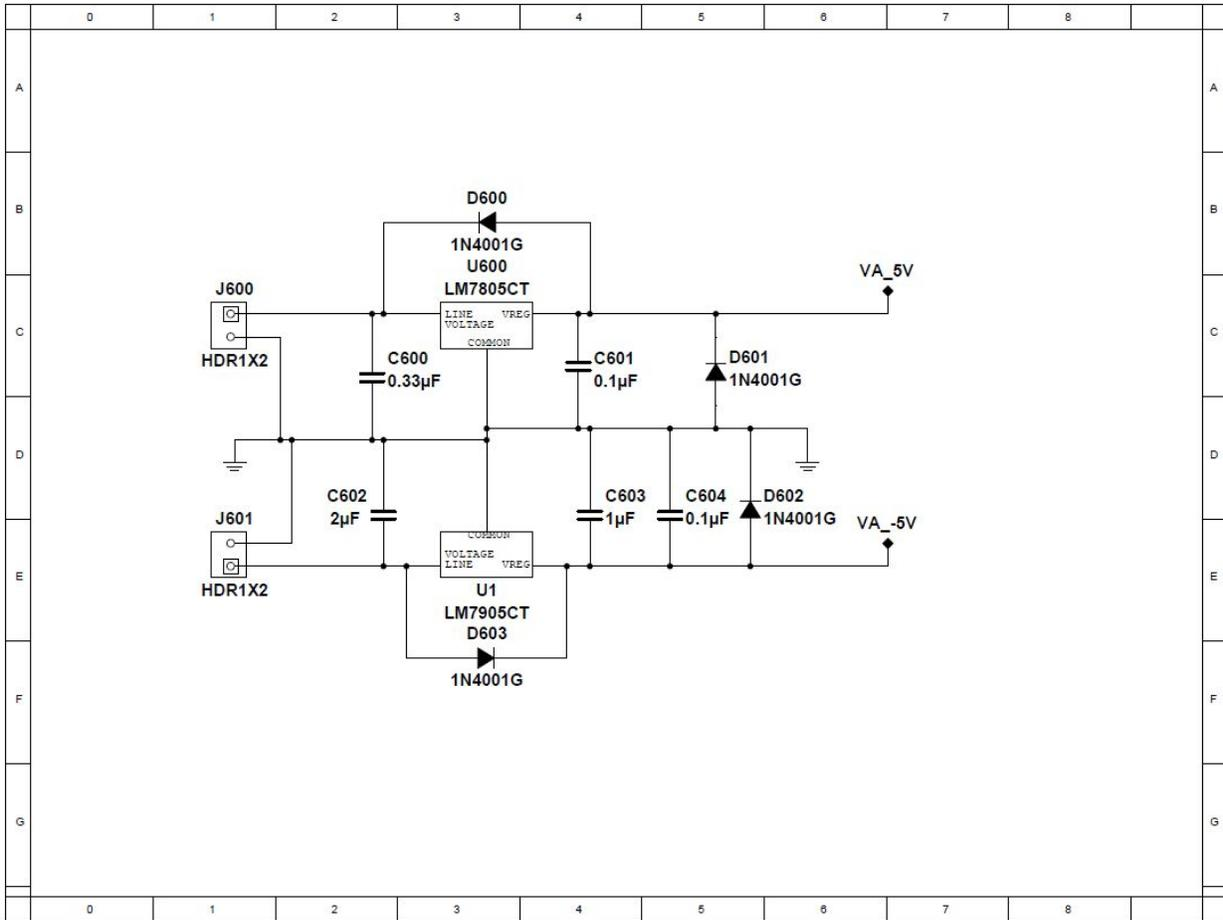 0 1 2 3 4 5 6 7 8
A A
B B
D600
1N4001G
U600
LM7805CT
VA_5V
J600
LINE VREG
VOLTAGE
COMMON
C C
HDR1X2
C600
0.33µF
C601
0.1µF
D601
1N4001G
D D
C602
2µF
C603
1µF
C604
0.1µF
D602
1N4001G
VA_-5V
J601
COMMON
VOLTAGE
LINE VREG
E E
HDR1X2
U1
LM7905CT
D603
1N4001G
F F
G G
0 1 2 3 4 5 6 7 8